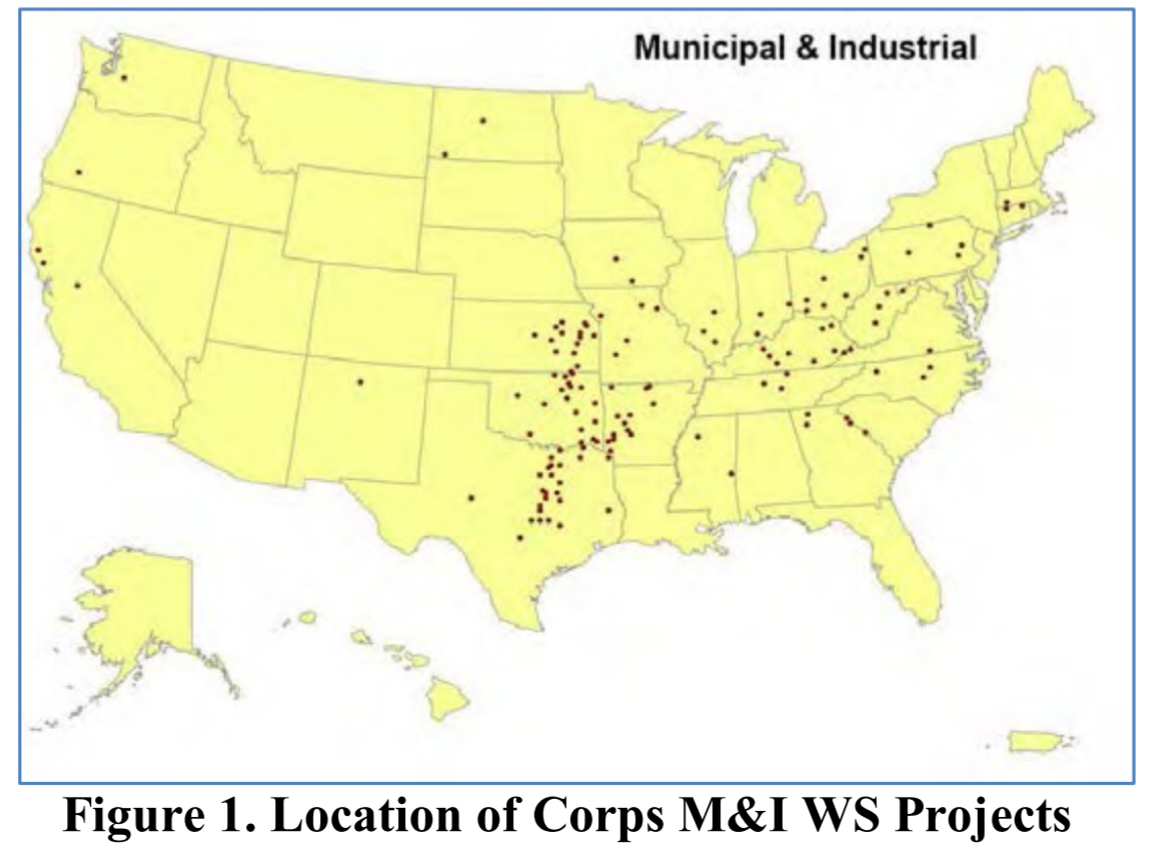 Municipal & Industrial
Figure 1. Location of Corps M&I WS Projects